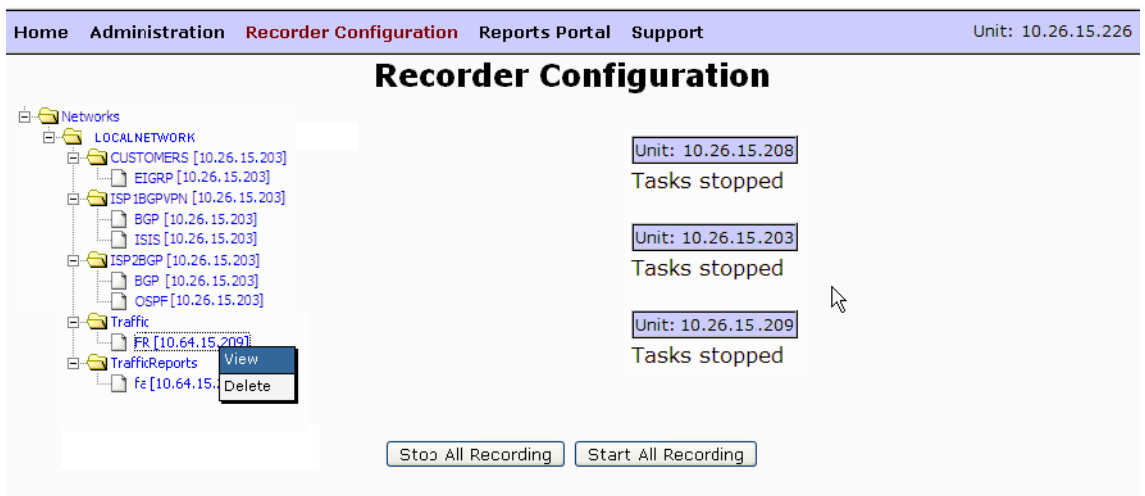 Home Administration Recorder Configuration Reports Portal Support Unit: 10.26.15.226
Recorder Configuration
Networks
LOCALNETWORK
CUSTOMERS [10.26.15.203]
EIGRP [10.26.15.203]
ISP1BGPVPN [10.26.15.203]
BGP [10.26.15.203]
ISIS [10.26.15.203]
ISP2BGP [10.26.15.203]
BGP [10.26.15.203]
OSPF [10.26.15.203]
Traffic
FR [10.64.15.209]
TrafficReports
[10.64.15.
View
Delete
Unit: 10.26.15.208
Tasks stopped
Unit: 10.26.15.203
Tasks stopped
Unit: 10.26.15.209
Tasks stopped
Stop All Recording Start All Recording